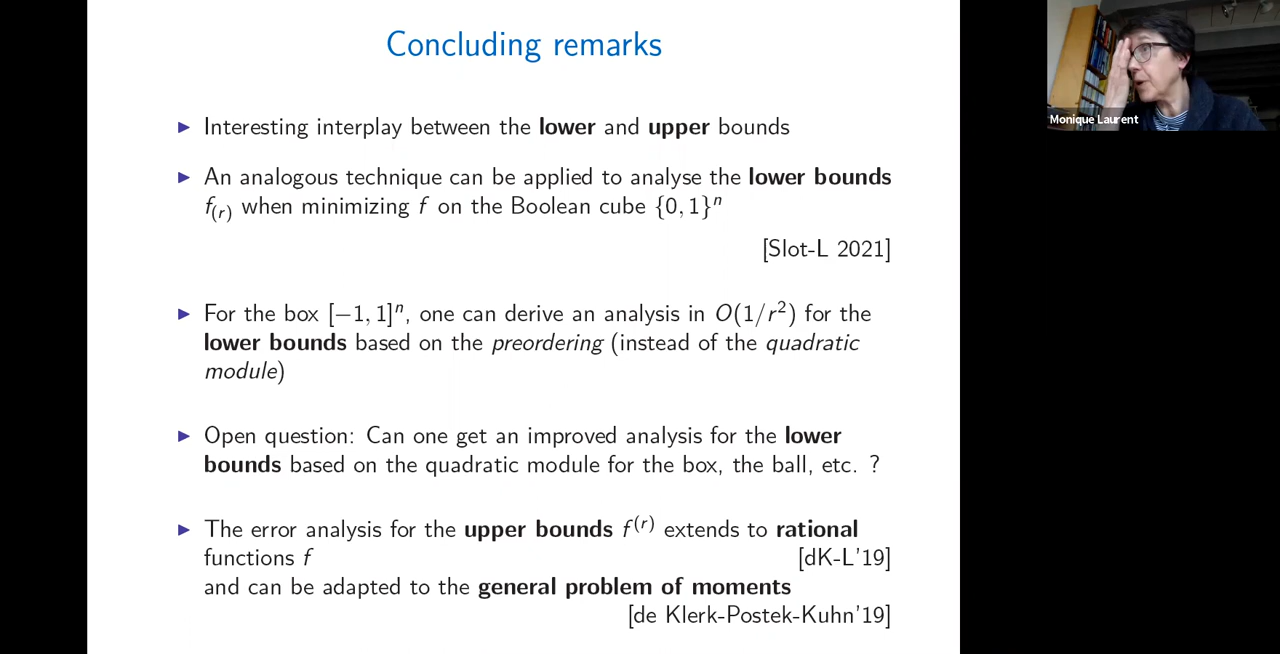 Concluding remarks
Monique Laurent
▶ Interesting interplay between the lower and upper bounds
▶ An analogous technique can be applied to analyse the lower bounds
f₍ᵣ₎ when minimizing f on the Boolean cube {0, 1}ⁿ
[Slot-L 2021]
▶ For the box [−1, 1]ⁿ, one can derive an analysis in O(1/r²) for the
lower bounds based on the preordering (instead of the quadratic
module)
▶ Open question: Can one get an improved analysis for the lower
bounds based on the quadratic module for the box, the ball, etc. ?
▶ The error analysis for the upper bounds f⁽ʳ⁾ extends to rational
functions f [dK-L'19]
and can be adapted to the general problem of moments
[de Klerk-Postek-Kuhn'19]